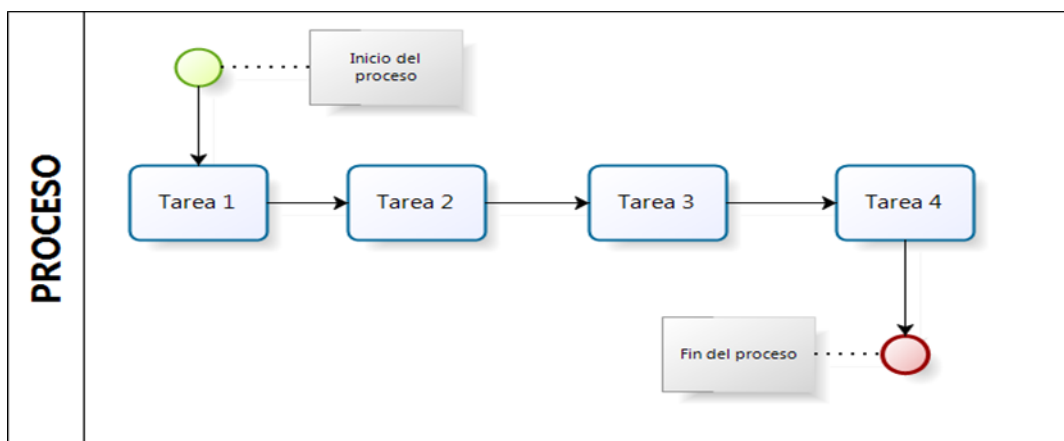 PROCESO
Inicio del
proceso
Tarea 1
Tarea 2
Tarea 3
Tarea 4
Fin del proceso